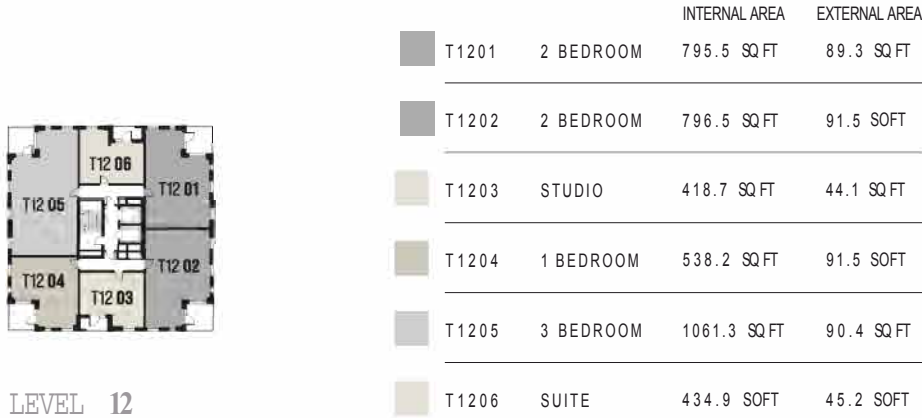 INTERNAL AREA EXTERNAL AREA
T1201 2 BEDROOM 795.5 SQ FT 89.3 SQ FT
T1202 2 BEDROOM 796.5 SQ FT 91.5 SOFT
T1203 STUDIO 418.7 SQ FT 44.1 SQ FT
T1204 1 BEDROOM 538.2 SQ FT 91.5 SOFT
T1205 3 BEDROOM 1061.3 SQ FT 90.4 SQ FT
T1206 SUITE 434.9 SOFT 45.2 SOFT
T12 06
T12 01
T12 05
T12 02
T12 04
T12 03
LEVEL 12